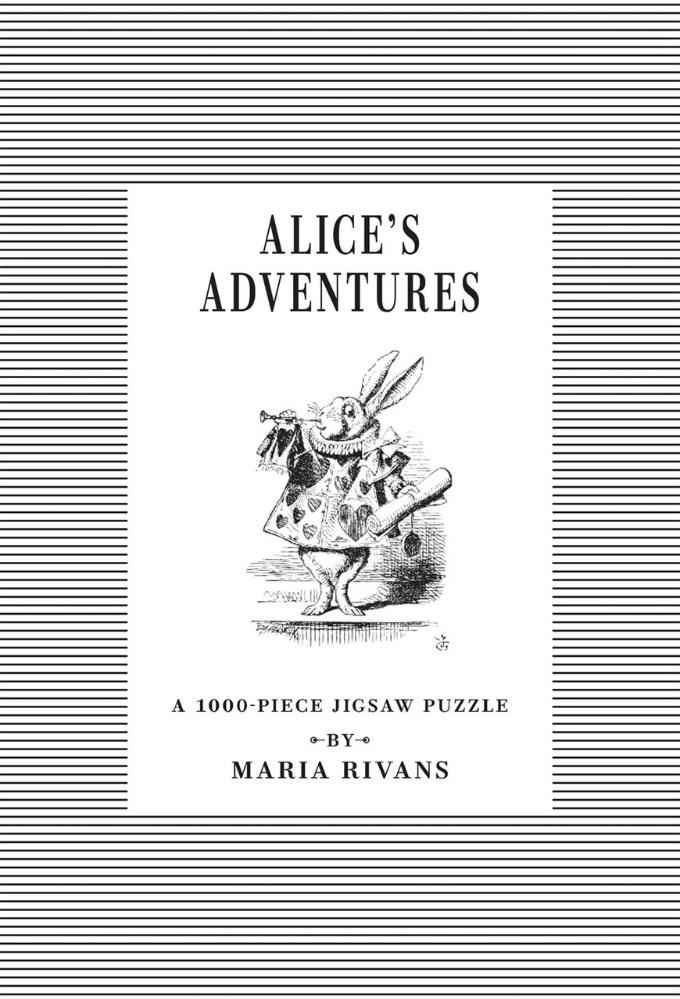 ALICE'S
ADVENTURES
A 1000-PIECE JIGSAW PUZZLE
BY
MARIA RIVANS